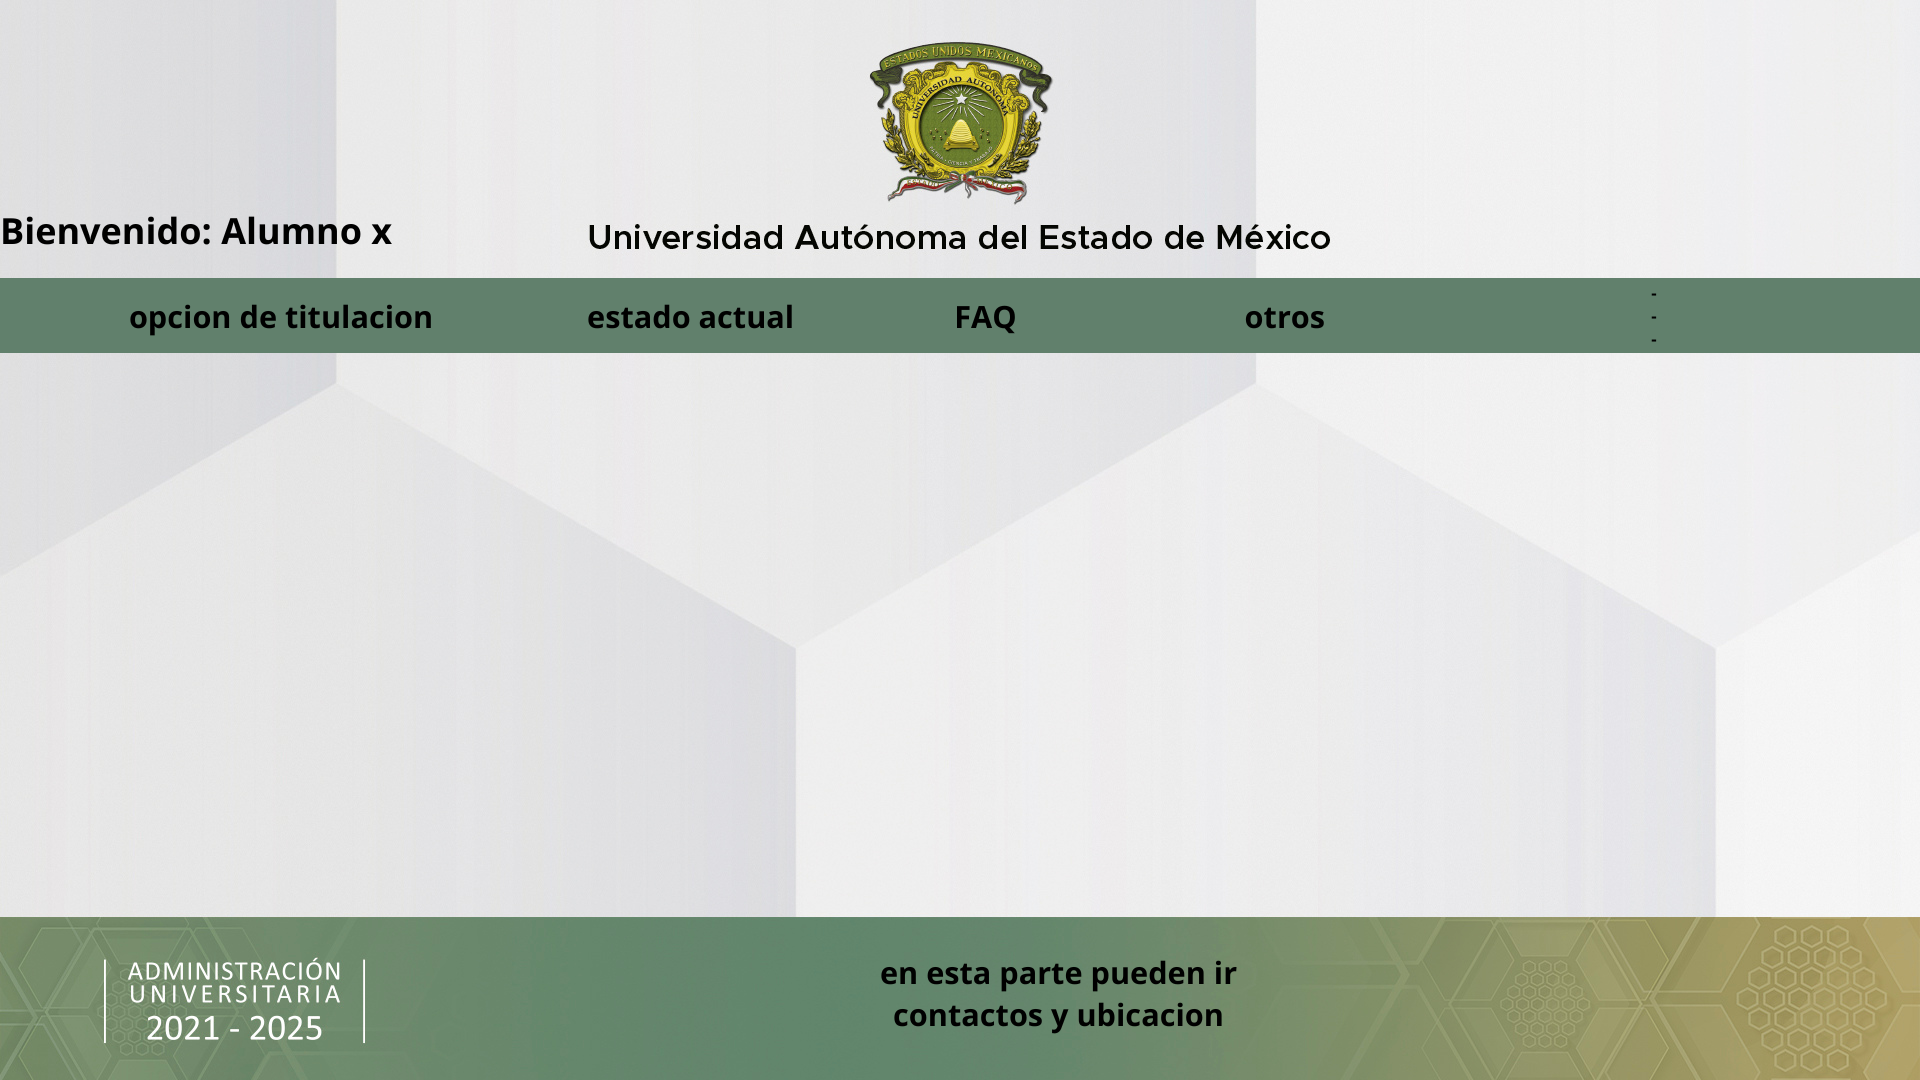 ESTADOS UNIDOS MEXICANOS
UNIVERSIDAD AUTONOMA
Bienvenido: Alumno x
Universidad Autónoma del Estado de México
opcion de titulacion estado actual FAQ otros
-
-
-
ADMINISTRACIÓN
UNIVERSITARIA
2021 - 2025
en esta parte pueden ir
contactos y ubicacion